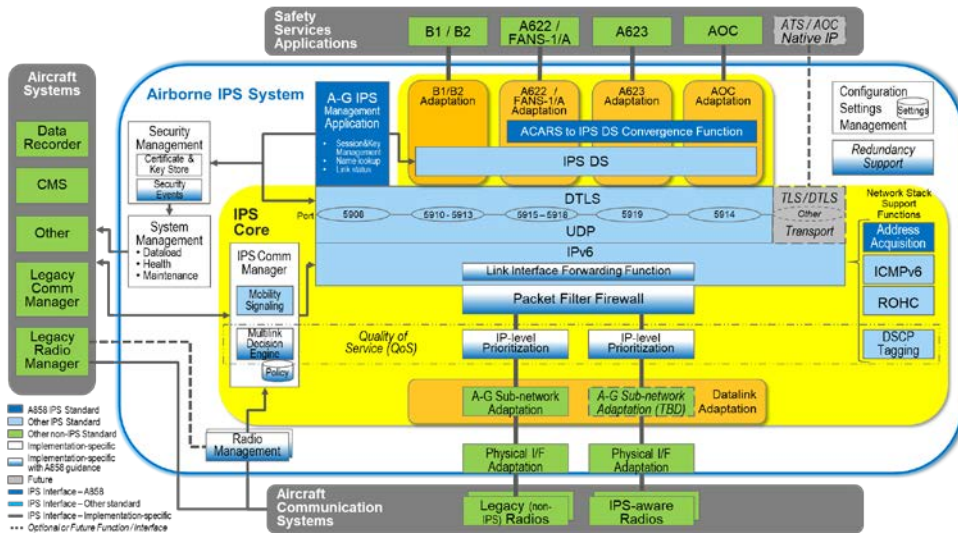 Safety
Services
Applications
B1 / B2
A622 /
FANS-1/A
A623
AOC
ATS / AOC
Native IP
Aircraft
Systems
Data
Recorder
CMS
Other
Legacy
Comm
Manager
Legacy
Radio
Manager
Airborne IPS System
A-G IPS
Management
Application
• Session&Key
Management
• Name lookup
• Link status
B1/B2
Adaptation
A622 /
FANS-1/A
Adaptation
A623
Adaptation
AOC
Adaptation
ACARS to IPS DS Convergence Function
IPS DS
Configuration
Settings
Management
Settings
Redundancy
Support
Security
Management
Certificate &
Key Store
Security
Events
System
Management
• Dataload
• Health
• Maintenance
IPS
Core
DTLS
Port
5908
5910 - 5913
5915 – 5918
5919
5914
UDP
TLS/DTLS
Other
Transport
Network Stack
Support
Functions
Address
Acquisition
ICMPv6
ROHC
DSCP
Tagging
IPv6
Link Interface Forwarding Function
Packet Filter Firewall
IPS Comm
Manager
Mobility
Signaling
Multilink
Decision
Engine
Policy
Quality of
Service (QoS)
IP-level
Prioritization
IP-level
Prioritization
A-G Sub-network
Adaptation
A-G Sub-network
Adaptation (TBD)
Datalink
Adaptation
Radio
Management
Physical I/F
Adaptation
Physical I/F
Adaptation
Aircraft
Communication
Systems
Legacy (non-
IPS) Radios
IPS-aware
Radios
A858 IPS Standard
Other IPS Standard
Other non-IPS Standard
Implementation-specific
Implementation-specific
with A858 guidance
Future
IPS Interface – A858
IPS Interface – Other standard
IPS Interface – Implementation-specific
Optional or Future Function / Interface